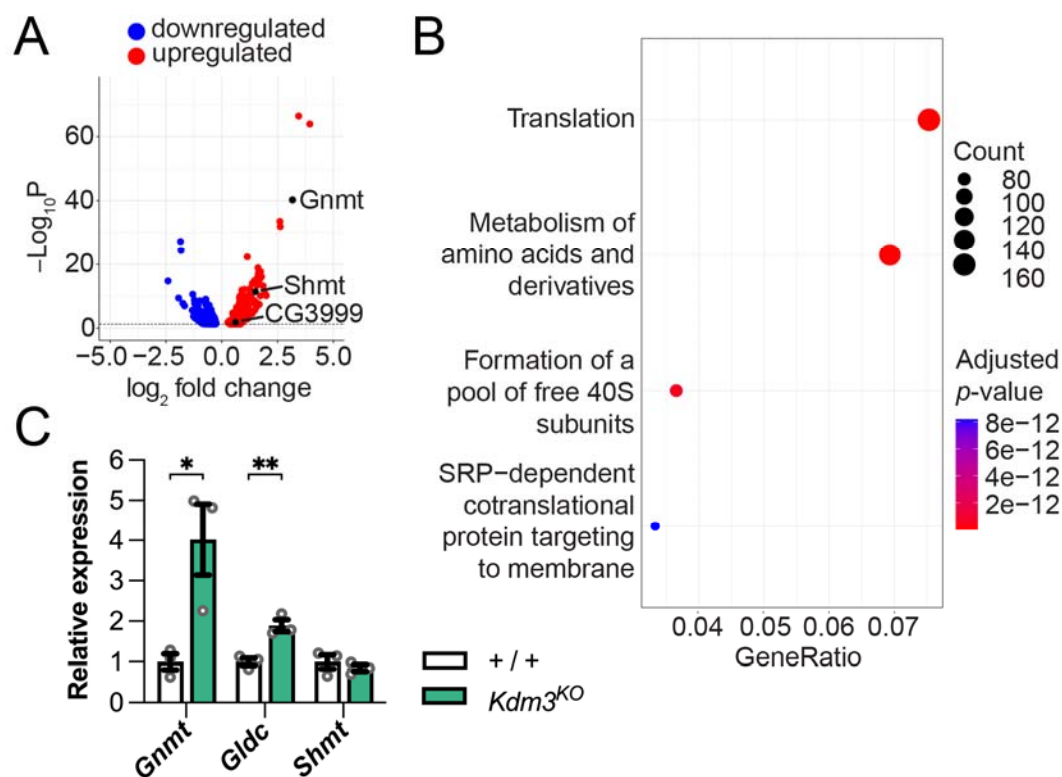 A
downregulated
upregulated
−Log10P
60
40
20
0
Gnmt
Shmt
CG3999
−5.0 −2.5 0.0 2.5 5.0
log2 fold change
B
Translation
Metabolism of
amino acids and
derivatives
Formation of a
pool of free 40S
subunits
SRP−dependent
cotranslational
protein targeting
to membrane
0.04 0.05 0.06 0.07
GeneRatio
Count
80
100
120
140
160
Adjusted
p-value
8e−12
6e−12
4e−12
2e−12
C
Relative expression
6
5
4
3
2
1
0
* **
Gnmt Gldc Shmt
+ / +
Kdm3KO